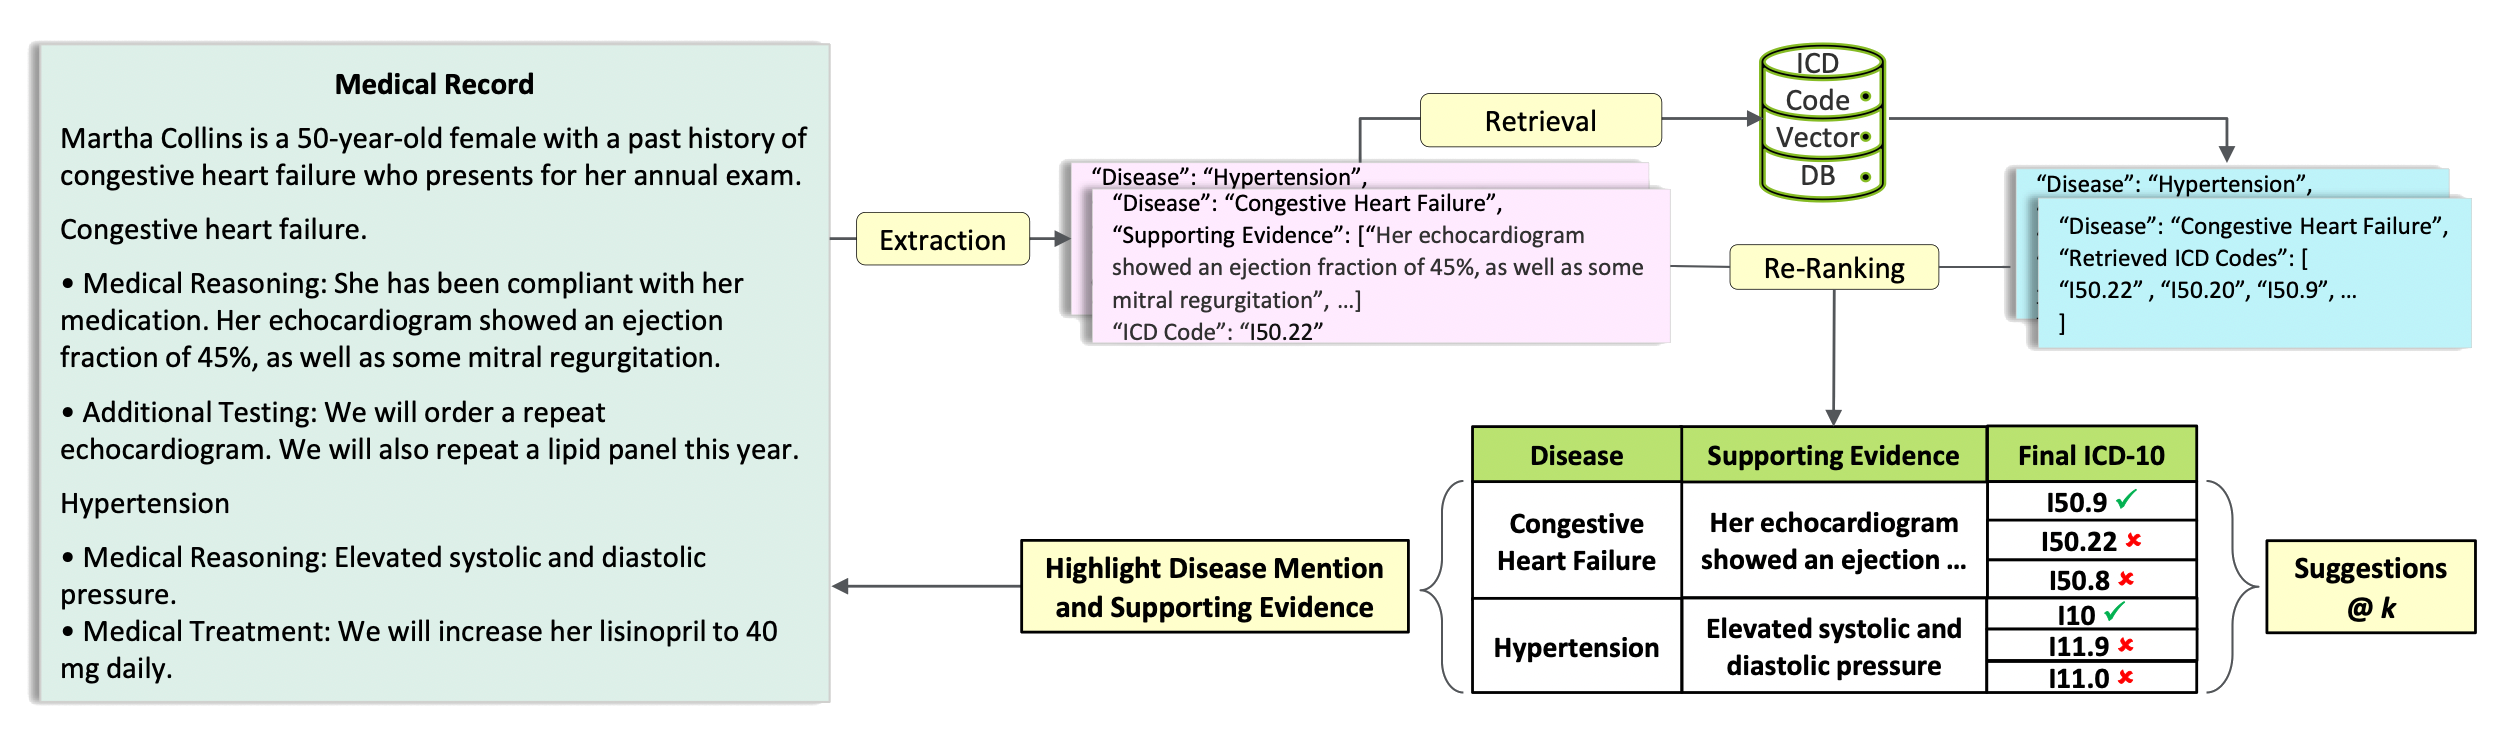 Medical Record
Martha Collins is a 50-year-old female with a past history of
congestive heart failure who presents for her annual exam.
Congestive heart failure.
• Medical Reasoning: She has been compliant with her
medication. Her echocardiogram showed an ejection
fraction of 45%, as well as some mitral regurgitation.
• Additional Testing: We will order a repeat
echocardiogram. We will also repeat a lipid panel this year.
Hypertension
• Medical Reasoning: Elevated systolic and diastolic
pressure.
• Medical Treatment: We will increase her lisinopril to 40
mg daily.
Extraction
“Disease”: “Hypertension”,
“Disease”: “Congestive Heart Failure”,
“Supporting Evidence”: [“Her echocardiogram
showed an ejection fraction of 45%, as well as some
mitral regurgitation”, …]
“ICD Code”: “I50.22”
Retrieval
ICD
Code
Vector
DB
“Disease”: “Hypertension”,
“Disease”: “Congestive Heart Failure”,
“Retrieved ICD Codes”: [
“I50.22” , “I50.20”, “I50.9”, …
]
Re-Ranking
Disease
Supporting Evidence
Final ICD-10
Congestive
Heart Failure
Her echocardiogram
showed an ejection …
I50.9 ✓
I50.22 ✘
I50.8 ✘
Hypertension
Elevated systolic and
diastolic pressure
I10 ✓
I11.9 ✘
I11.0 ✘
Highlight Disease Mention
and Supporting Evidence
Suggestions
@ k